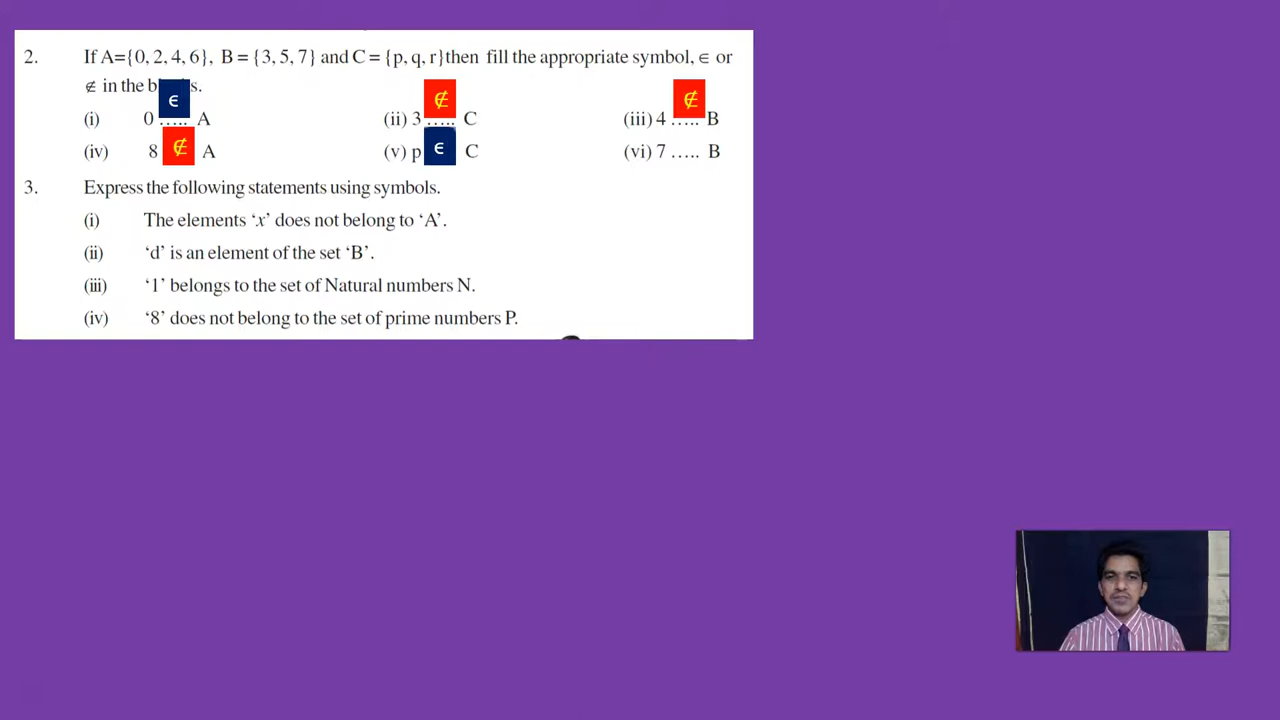 2. If A={0, 2, 4, 6}, B = {3, 5, 7} and C = {p, q, r}then fill the appropriate symbol, ∈ or
∉ in the b s.
(i) 0 ϵ ….. A (ii) 3 ∉ ….. C (iii) 4 ∉ ….. B
(iv) 8 ∉ A (v) p ϵ C (vi) 7 ….. B
3. Express the following statements using symbols.
(i) The elements ‘x’ does not belong to ‘A’.
(ii) ‘d’ is an element of the set ‘B’.
(iii) ‘1’ belongs to the set of Natural numbers N.
(iv) ‘8’ does not belong to the set of prime numbers P.